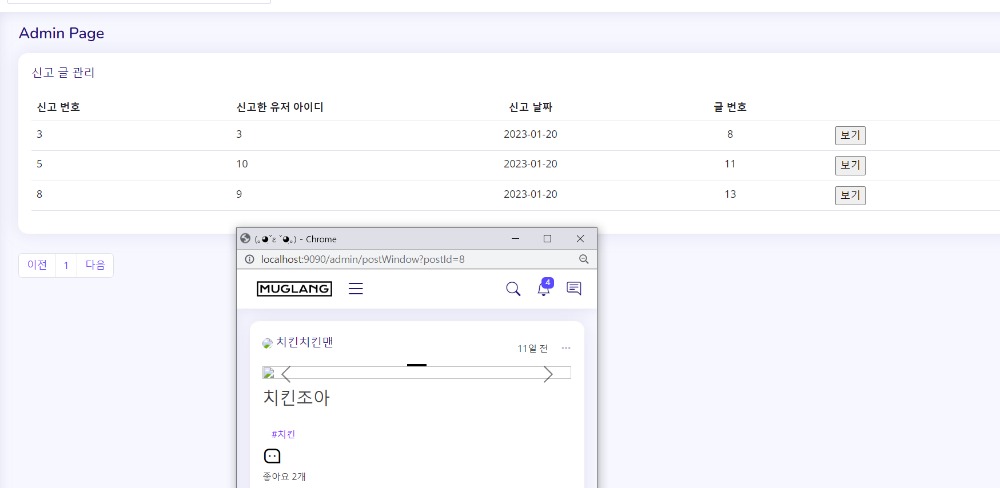 Admin Page
신고 글 관리
신고 번호 신고한 유저 아이디 신고 날짜 글 번호
3 3 2023-01-20 8 보기
5 10 2023-01-20 11 보기
8 9 2023-01-20 13 보기
이전 1 다음
(｡◕ˇε ˇ◕｡) - Chrome
localhost:9090/admin/postWindow?postId=8
MUGLANG 4
치킨치킨맨 11일 전
치킨조아
#치킨
좋아요 2개